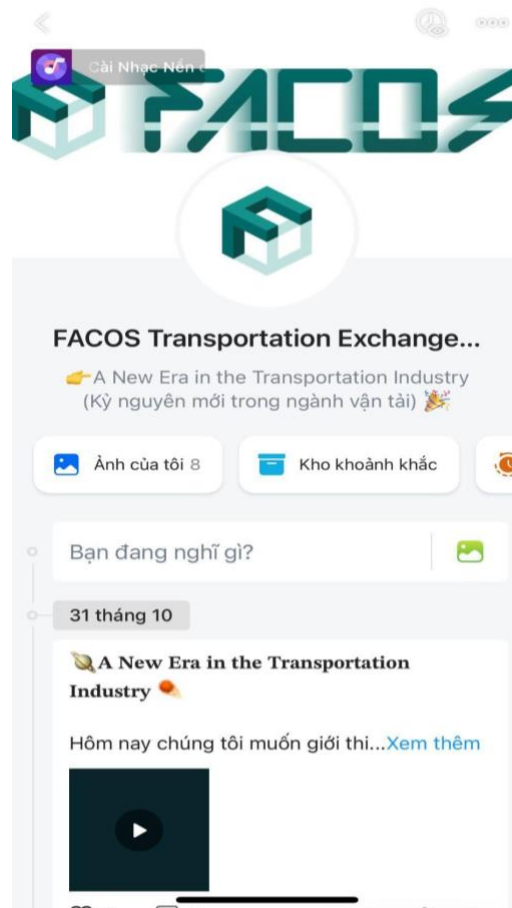 Cài Nhạc Nền c
FACOS
FACOS Transportation Exchange...
👉A New Era in the Transportation Industry
(Kỷ nguyên mới trong ngành vận tải) 🎉
Ảnh của tôi 8
Kho khoảnh khắc
Bạn đang nghĩ gì?
31 tháng 10
🪐A New Era in the Transportation
Industry ☄️
Hôm nay chúng tôi muốn giới thi...Xem thêm